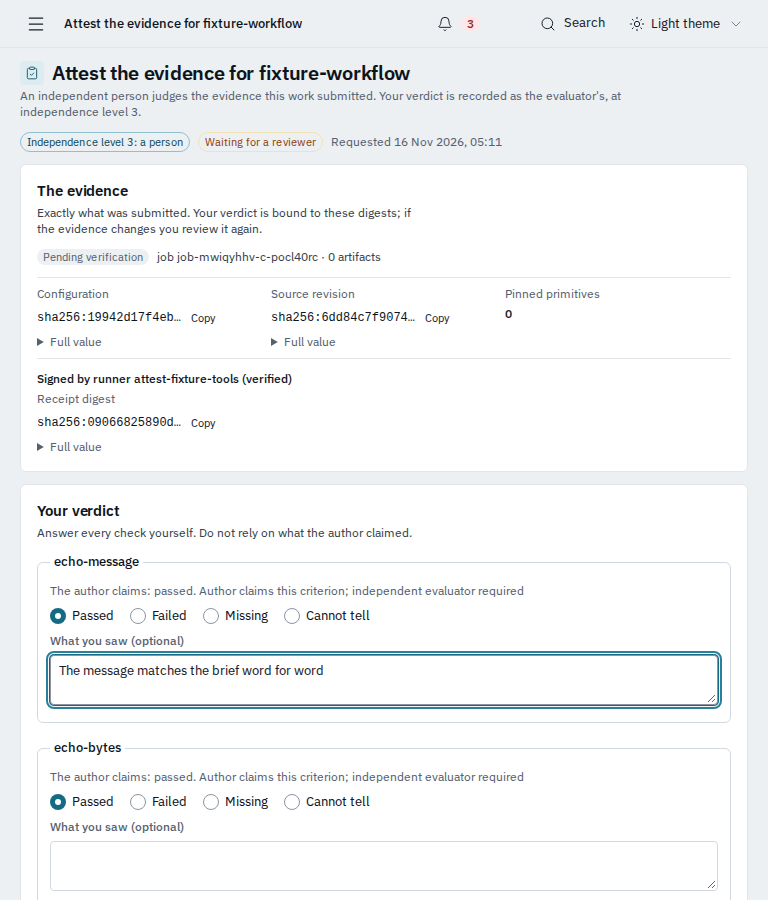 Attest the evidence for fixture-workflow
3
Search
Light theme
Attest the evidence for fixture-workflow
An independent person judges the evidence this work submitted. Your verdict is recorded as the evaluator's, at
independence level 3.
Independence level 3: a person
Waiting for a reviewer
Requested 16 Nov 2026, 05:11
The evidence
Exactly what was submitted. Your verdict is bound to these digests; if
the evidence changes you review it again.
Pending verification
job job-mwiqyhhv-c-pocl40rc · 0 artifacts
Configuration
Source revision
Pinned primitives
sha256:19942d17f4eb… Copy
sha256:6dd84c7f9074… Copy
0
Full value
Full value
Signed by runner attest-fixture-tools (verified)
Receipt digest
sha256:09066825890d… Copy
Full value
Your verdict
Answer every check yourself. Do not rely on what the author claimed.
echo-message
The author claims: passed. Author claims this criterion; independent evaluator required
Passed Failed Missing Cannot tell
What you saw (optional)
The message matches the brief word for word
echo-bytes
The author claims: passed. Author claims this criterion; independent evaluator required
Passed Failed Missing Cannot tell
What you saw (optional)